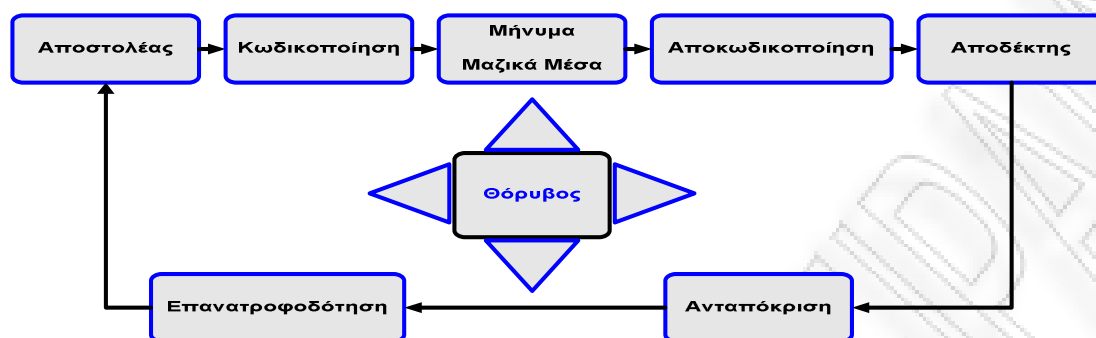 Αποστολέας
Κωδικοποίηση
Μήνυμα
Μαζικά Μέσα
Αποκωδικοποίηση
Αποδέκτης
Θόρυβος
Επανατροφοδότηση
Ανταπόκριση